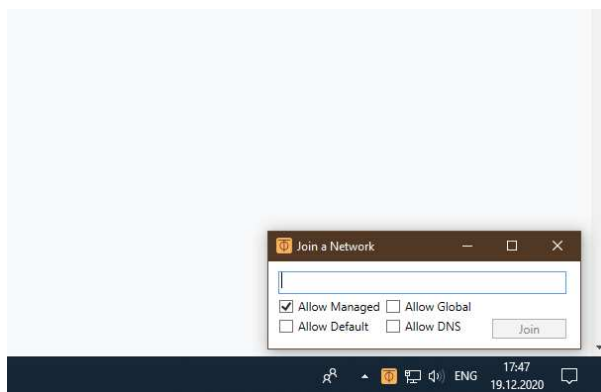 Join a Network
Allow Managed Allow Global
Allow Default Allow DNS Join
ENG 17:47
19.12.2020